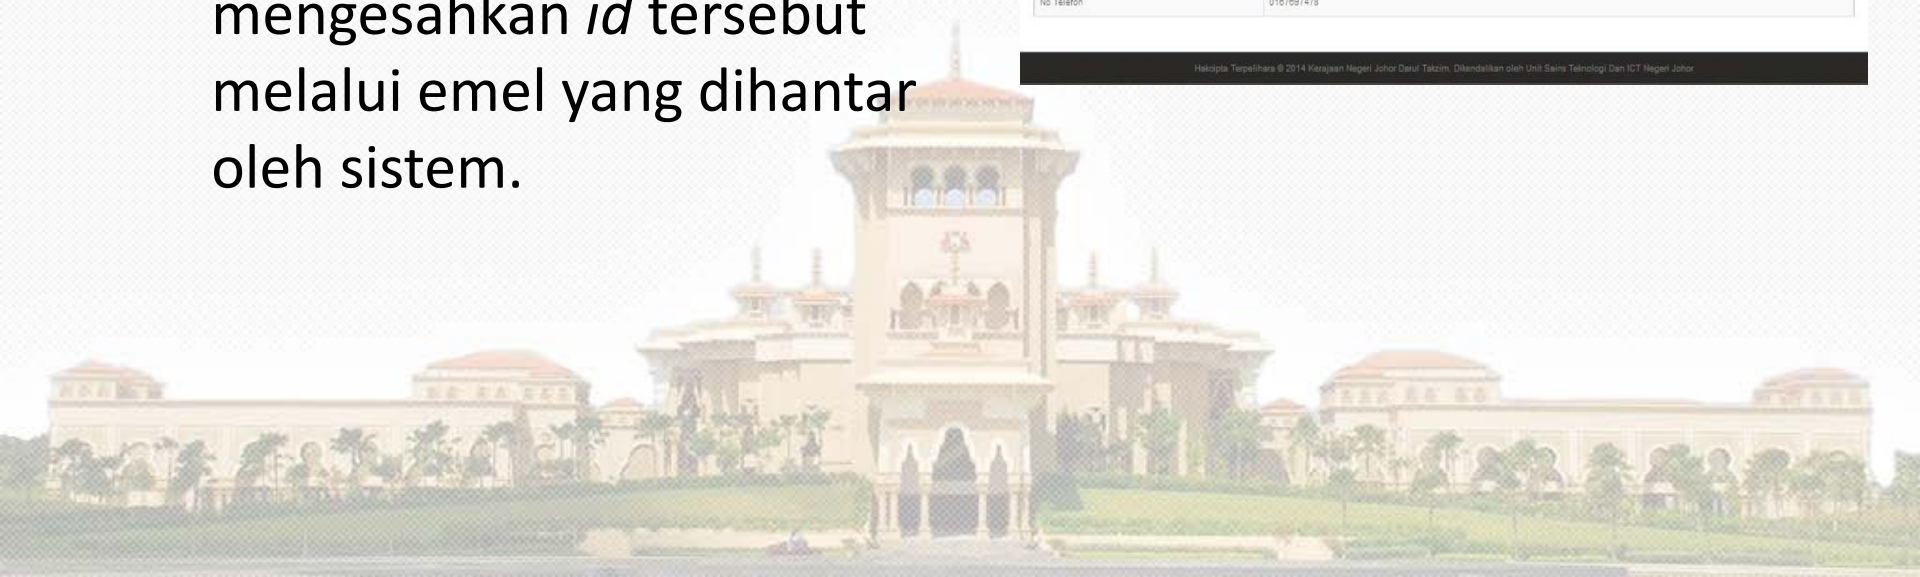 mengesahkan id tersebut
melalui emel yang dihantar
oleh sistem.
No Telefon 0167697478
Hakcipta Terpelihara © 2014 Kerajaan Negeri Johor Darul Takzim. Dikendalikan oleh Unit Sains Teknologi Dan ICT Negeri Johor